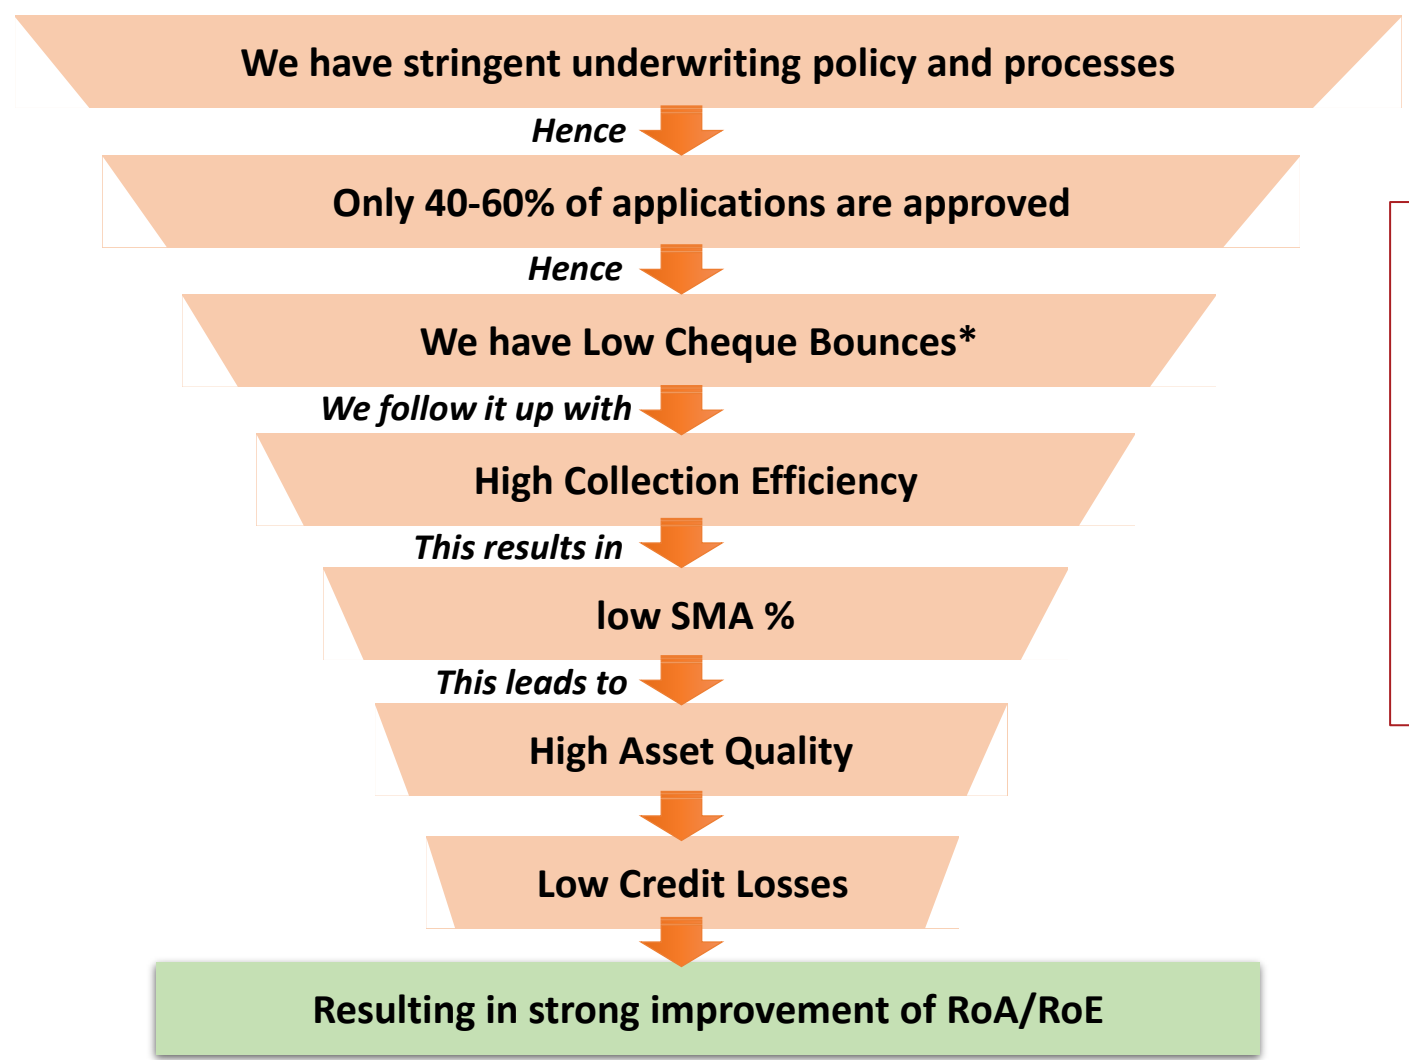 We have stringent underwriting policy and processes
Hence
Only 40-60% of applications are approved
Hence
We have Low Cheque Bounces*
We follow it up with
High Collection Efficiency
This results in
low SMA %
This leads to
High Asset Quality
Low Credit Losses
Resulting in strong improvement of RoA/RoE